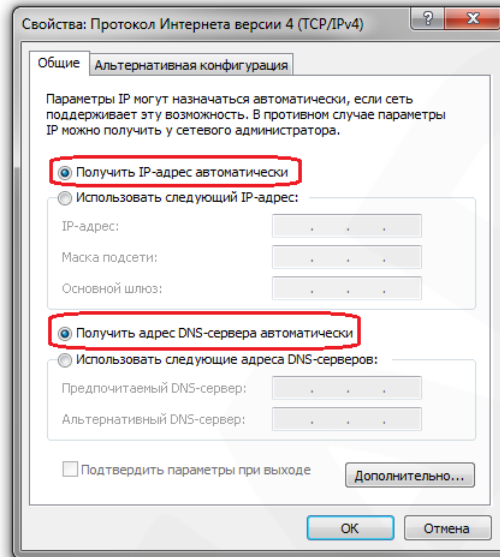 Свойства: Протокол Интернета версии 4 (TCP/IPv4)
?
Общие
Альтернативная конфигурация
Параметры IP могут назначаться автоматически, если сеть
поддерживает эту возможность. В противном случае параметры
IP можно получить у сетевого администратора.
Получить IP-адрес автоматически
Использовать следующий IP-адрес:
IP-адрес:
Маска подсети:
Основной шлюз:
Получить адрес DNS-сервера автоматически
Использовать следующие адреса DNS-серверов:
Предпочитаемый DNS-сервер:
Альтернативный DNS-сервер:
Подтвердить параметры при выходе
Дополнительно...
ОК
Отмена